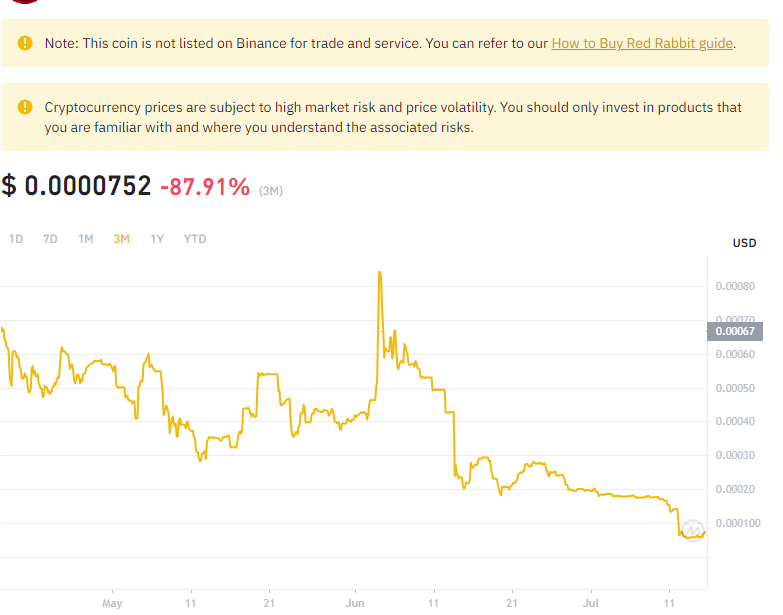 Note: This coin is not listed on Binance for trade and service. You can refer to our How to Buy Red Rabbit guide.
Cryptocurrency prices are subject to high market risk and price volatility. You should only invest in products that
you are familiar with and where you understand the associated risks.
$ 0.0000752 -87.91% (3M)
1D 7D 1M 3M 1Y YTD
USD
0.00080
0.00070
0.00067
0.00060
0.00050
0.00040
0.00030
0.00020
0.000100
May 11 21 Jun 11 21 Jul 11